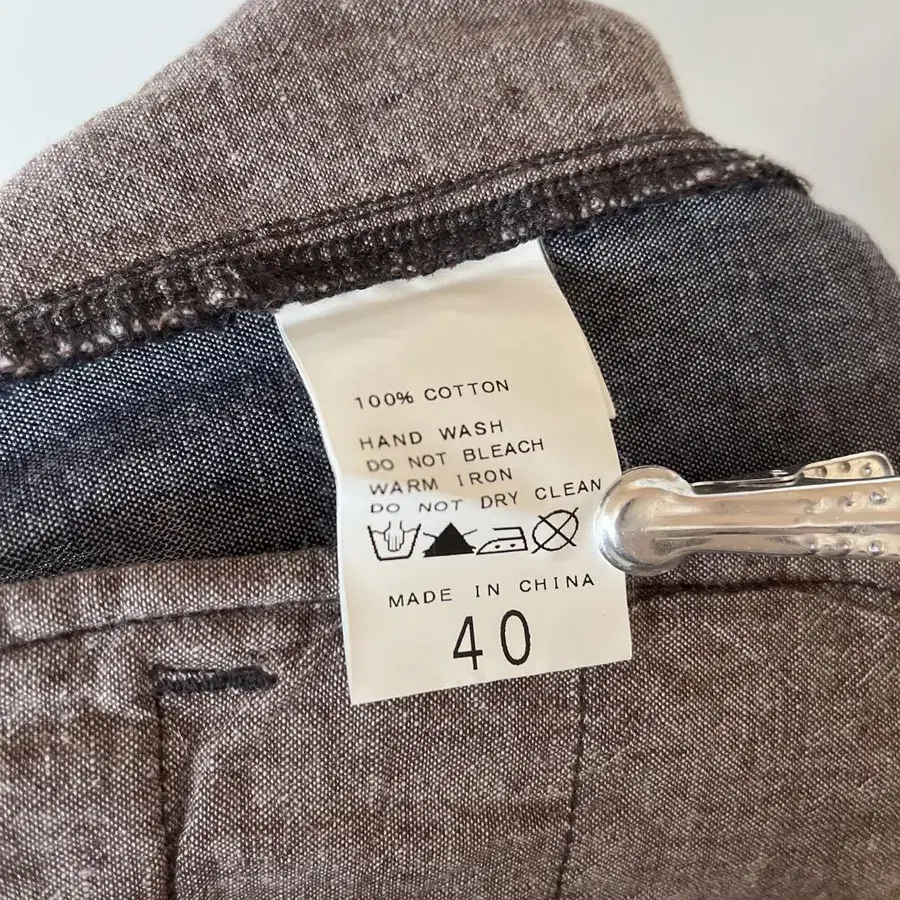 100% COTTON
HAND WASH
DO NOT BLEACH
WARM IRON
DO NOT DRY CLEAN
MADE IN CHINA
40